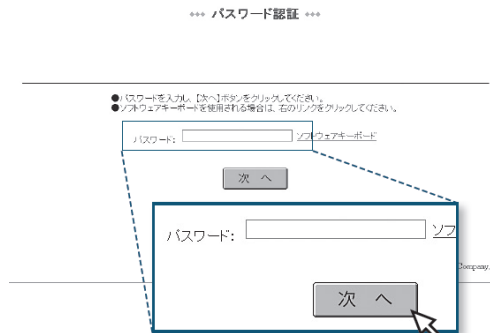 *** パスワード認証 ***
●パスワードを入力し、【次へ】ボタンをクリックしてください。
●ソフトウェアキーボードを使用される場合は、右のリンクをクリックしてください。
パスワード: ソフトウェアキーボード
次 へ
パスワード: ソフ
Company,
次 へ